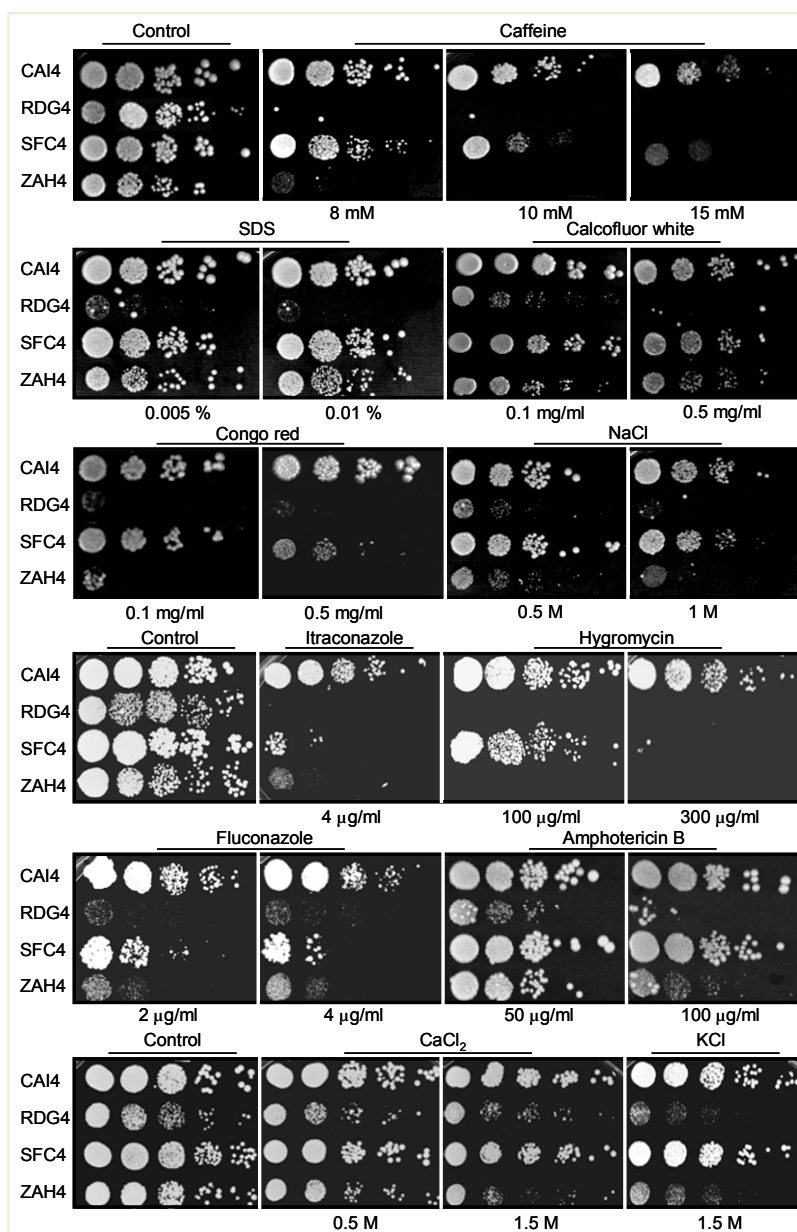 Control Caffeine
CAI4
RDG4
SFC4
ZAH4
8 mM 10 mM 15 mM
SDS Calcofluor white
CAI4
RDG4
SFC4
ZAH4
0.005 % 0.01 % 0.1 mg/ml 0.5 mg/ml
Congo red NaCl
CAI4
RDG4
SFC4
ZAH4
0.1 mg/ml 0.5 mg/ml 0.5 M 1 M
Control Itraconazole Hygromycin
CAI4
RDG4
SFC4
ZAH4
4 μg/ml 100 μg/ml 300 μg/ml
Fluconazole Amphotericin B
CAI4
RDG4
SFC4
ZAH4
2 μg/ml 4 μg/ml 50 μg/ml 100 μg/ml
Control CaCl₂ KCl
CAI4
RDG4
SFC4
ZAH4
0.5 M 1.5 M 1.5 M